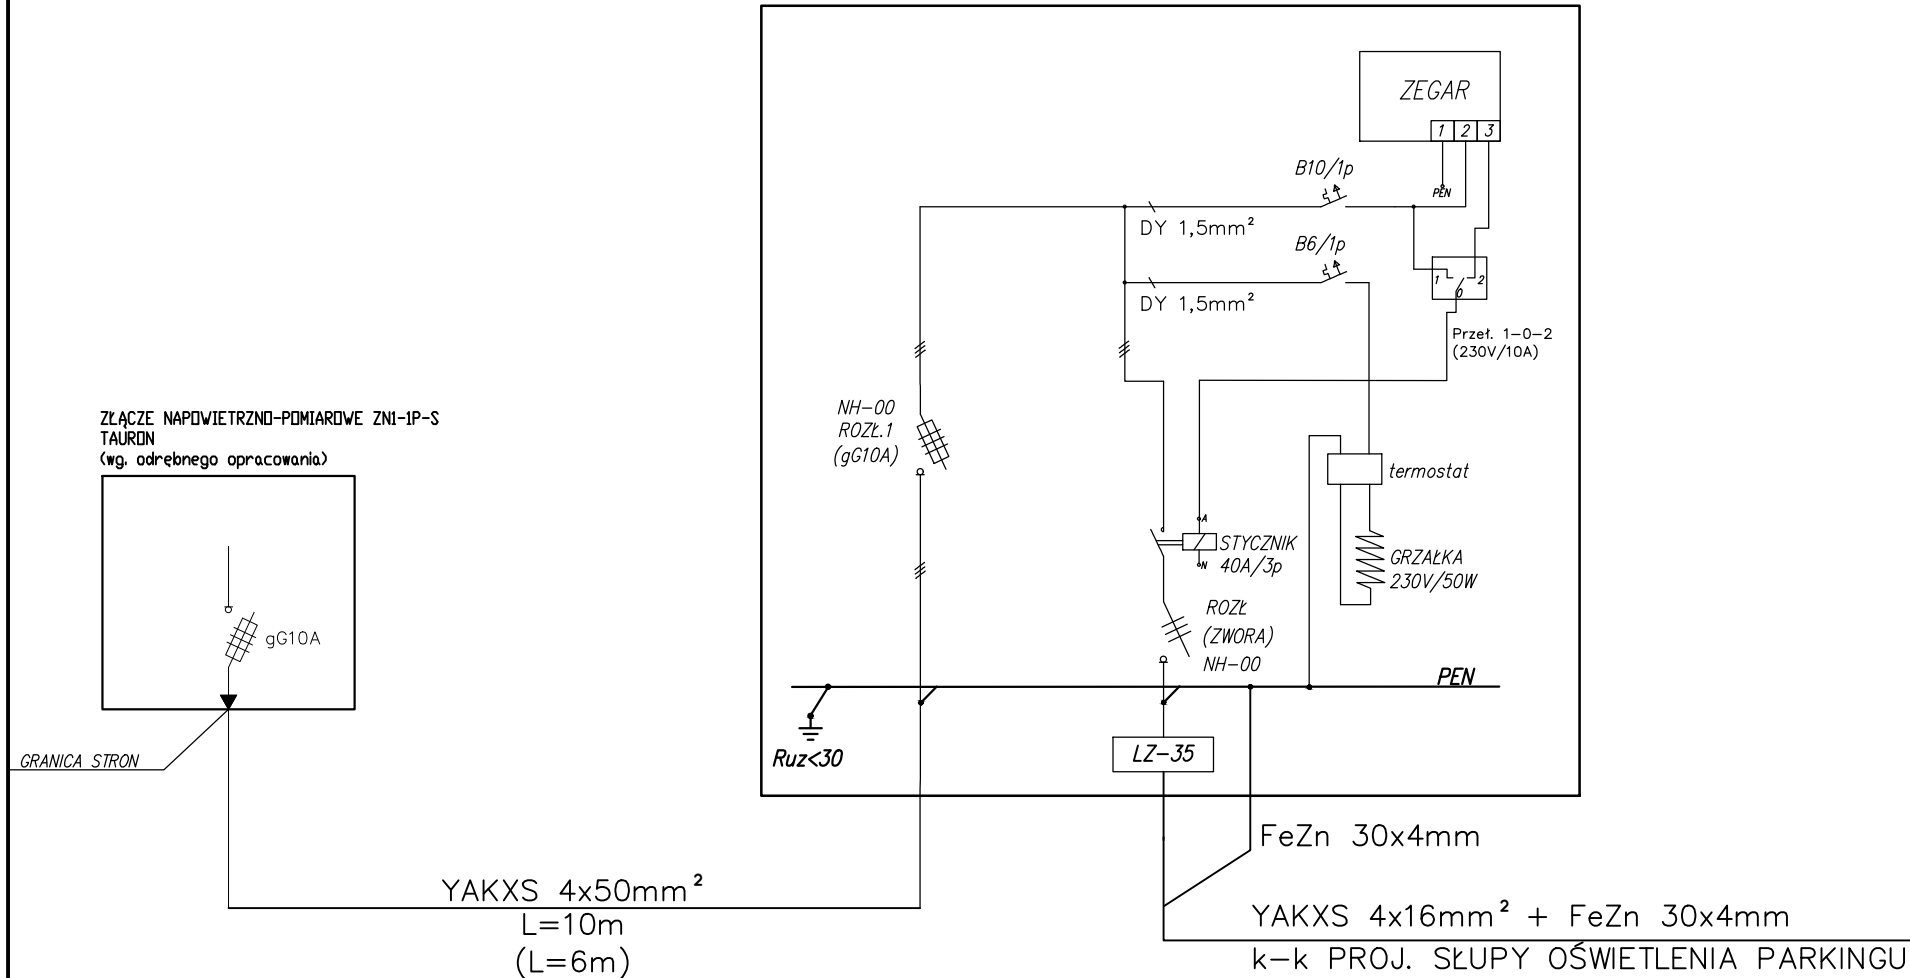 ZEGAR
1 2 3
PEN
B10/1p
DY 1,5mm²
B6/1p
DY 1,5mm²
1 2
0
Przeł. 1-0-2
(230V/10A)
NH-00
ROZŁ.1
(gG10A)
termostat
A
STYCZNIK
40A/3p
N
GRZAŁKA
230V/50W
ROZŁ
(ZWORA)
NH-00
PEN
Ruz<30
LZ-35
ZŁĄCZE NAPOWIETRZNO-POMIAROWE ZN1-1P-S
TAURON
(wg. odrębnego opracowania)
gG10A
GRANICA STRON
YAKXS 4x50mm²
L=10m
(L=6m)
FeZn 30x4mm
YAKXS 4x16mm² + FeZn 30x4mm
k-k PROJ. SŁUPY OŚWIETLENIA PARKINGU